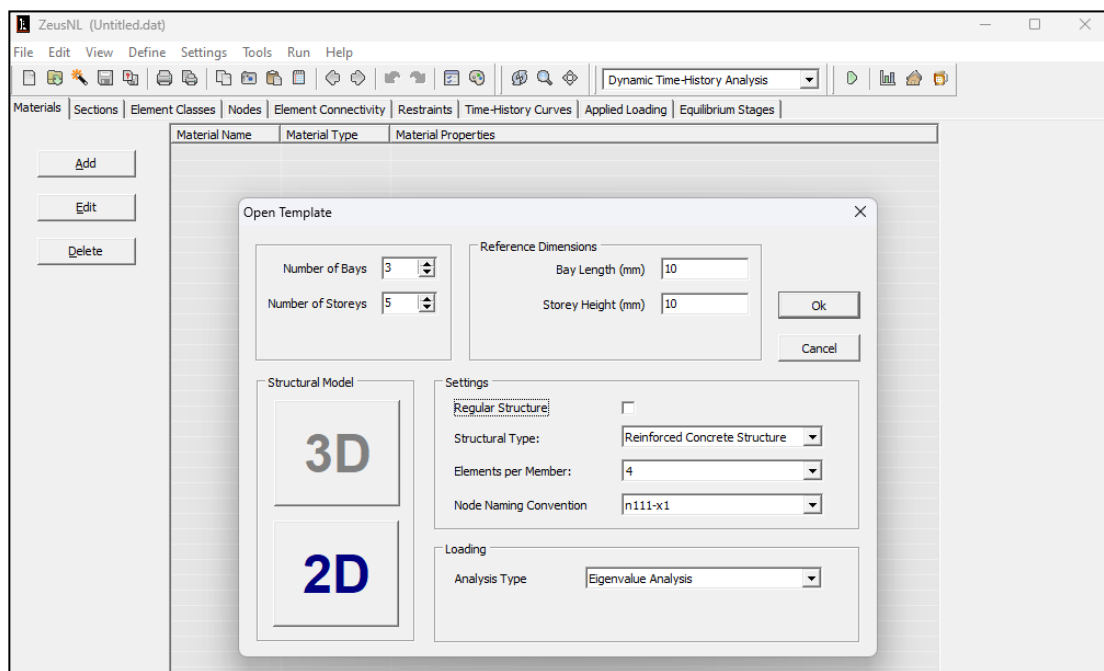 ZeusNL (Untitled.dat)
File Edit View Define Settings Tools Run Help
Dynamic Time-History Analysis
Materials Sections Element Classes Nodes Element Connectivity Restraints Time-History Curves Applied Loading Equilibrium Stages
Material Name Material Type Material Properties
Add
Edit
Delete
Open Template
Number of Bays 3
Number of Storeys 5
Reference Dimensions
Bay Length (mm) 10
Storey Height (mm) 10
Ok
Cancel
Structural Model
3D
2D
Settings
Regular Structure
Structural Type: Reinforced Concrete Structure
Elements per Member: 4
Node Naming Convention n111-x1
Loading
Analysis Type Eigenvalue Analysis